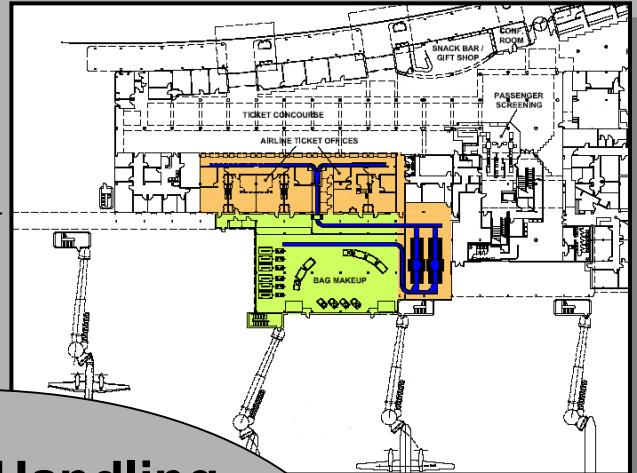 CONF.
ROOM
SNACK BAR /
GIFT SHOP
PASSENGER
SCREENING
TICKET CONCOURSE
AIRLINE TICKET OFFICES
BAG MAKEUP
Handling